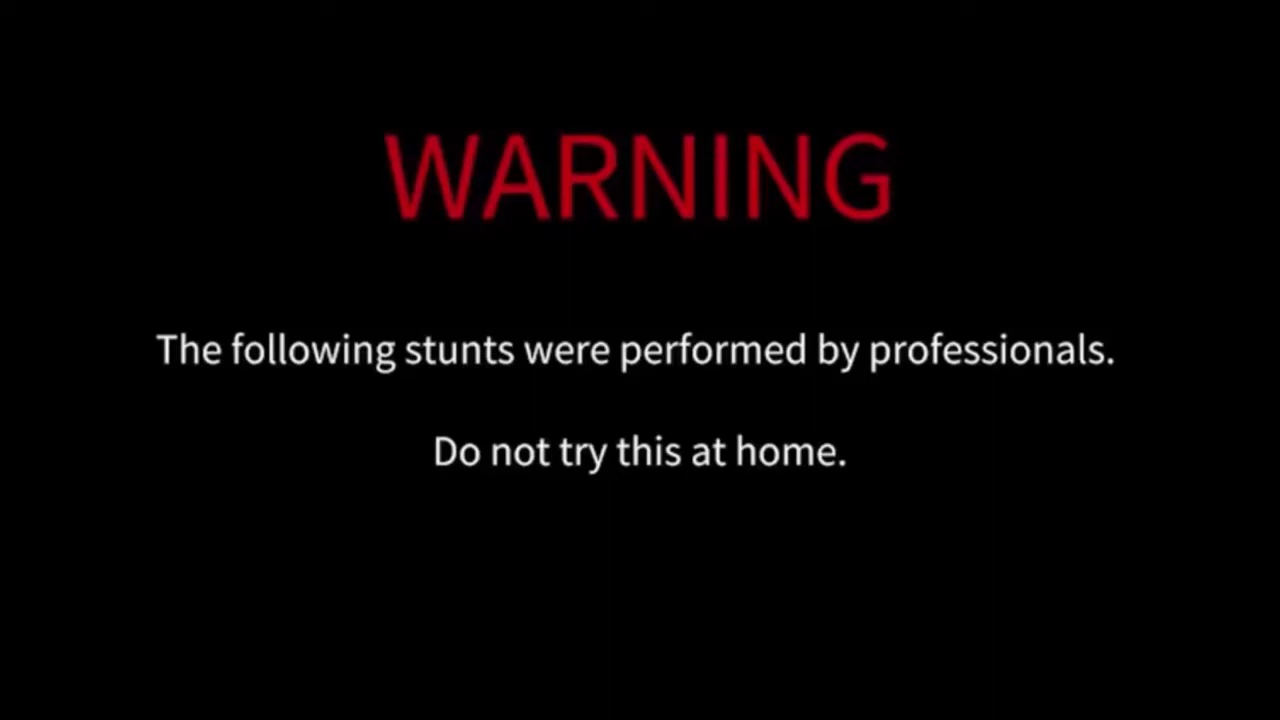 WARNING
The following stunts were performed by professionals.
Do not try this at home.